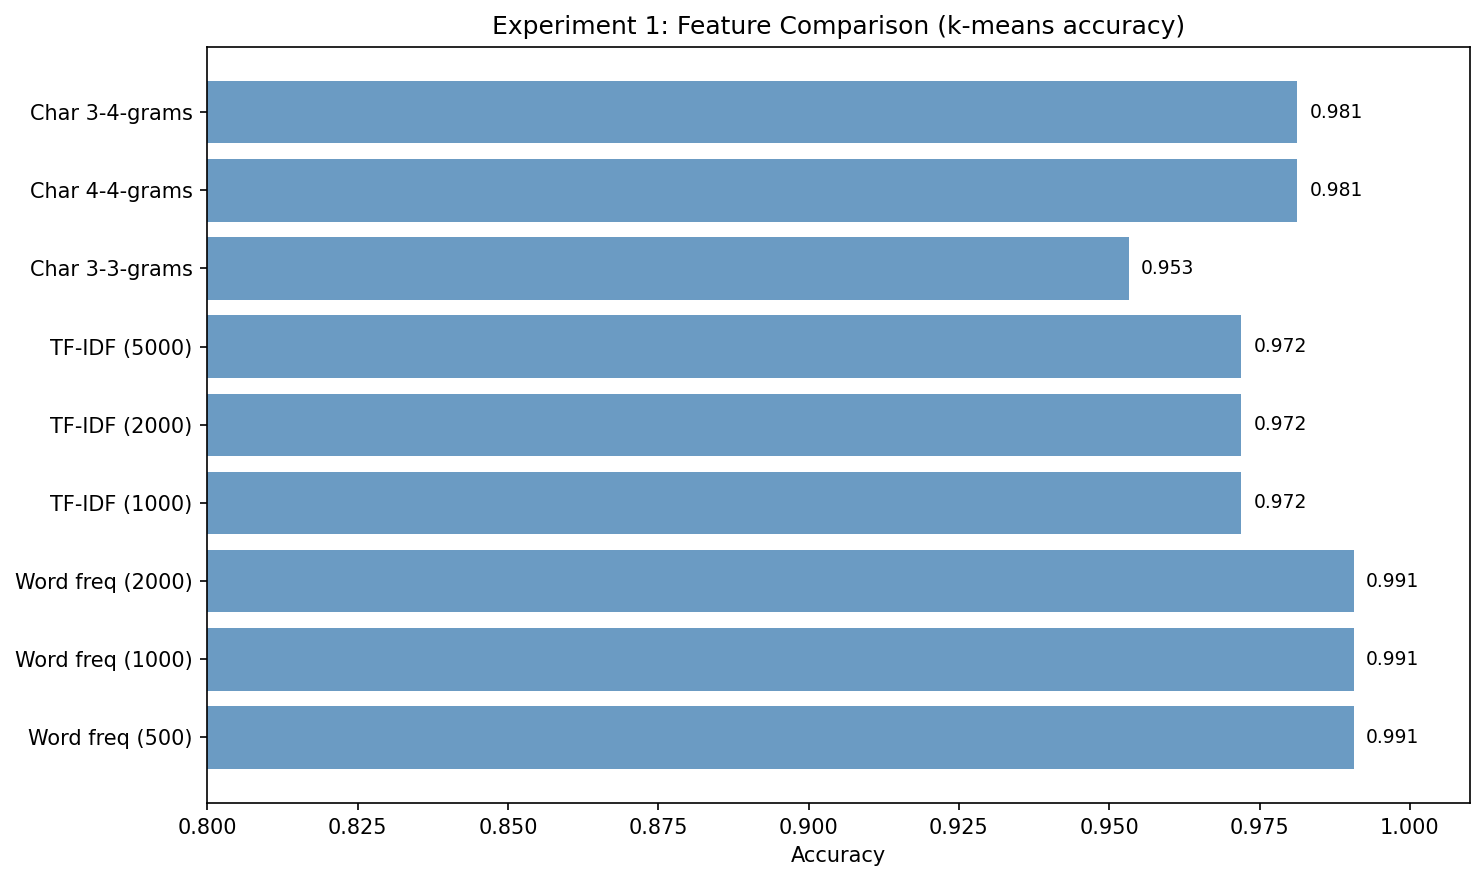 Experiment 1: Feature Comparison (k-means accuracy)
Char 3-4-grams 0.981
Char 4-4-grams 0.981
Char 3-3-grams 0.953
TF-IDF (5000) 0.972
TF-IDF (2000) 0.972
TF-IDF (1000) 0.972
Word freq (2000) 0.991
Word freq (1000) 0.991
Word freq (500) 0.991
0.800 0.825 0.850 0.875 0.900 0.925 0.950 0.975 1.000
Accuracy